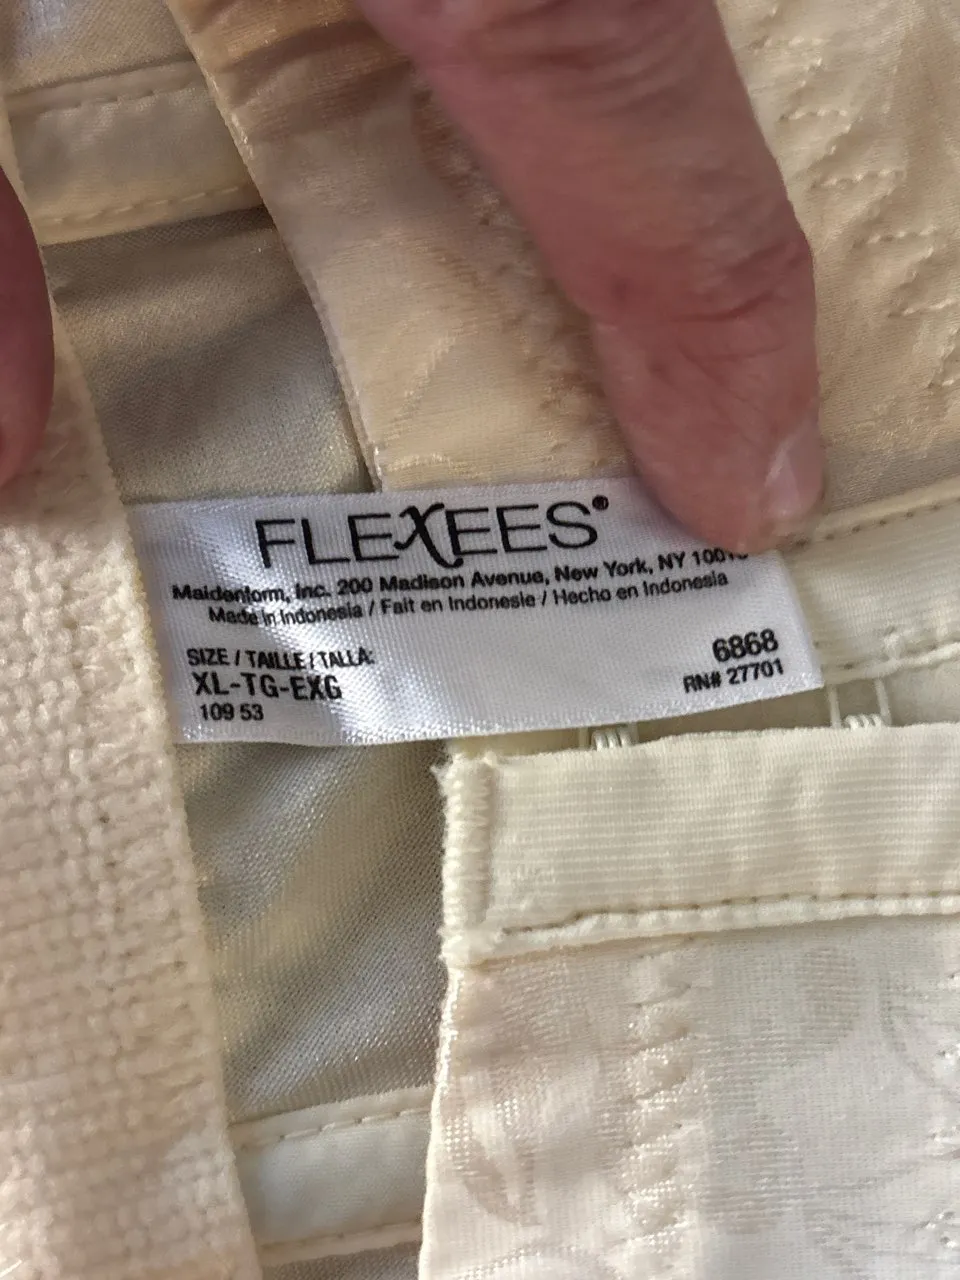 FLEXEES®
Maidenform, Inc. 200 Madison Avenue, New York, NY
Made in Indonesia / Fait en Indonesie / Hecho en Indonesia
SIZE / TAILLE / TALLA:
XL-TG-EXG
109 53
6868
RN# 27701